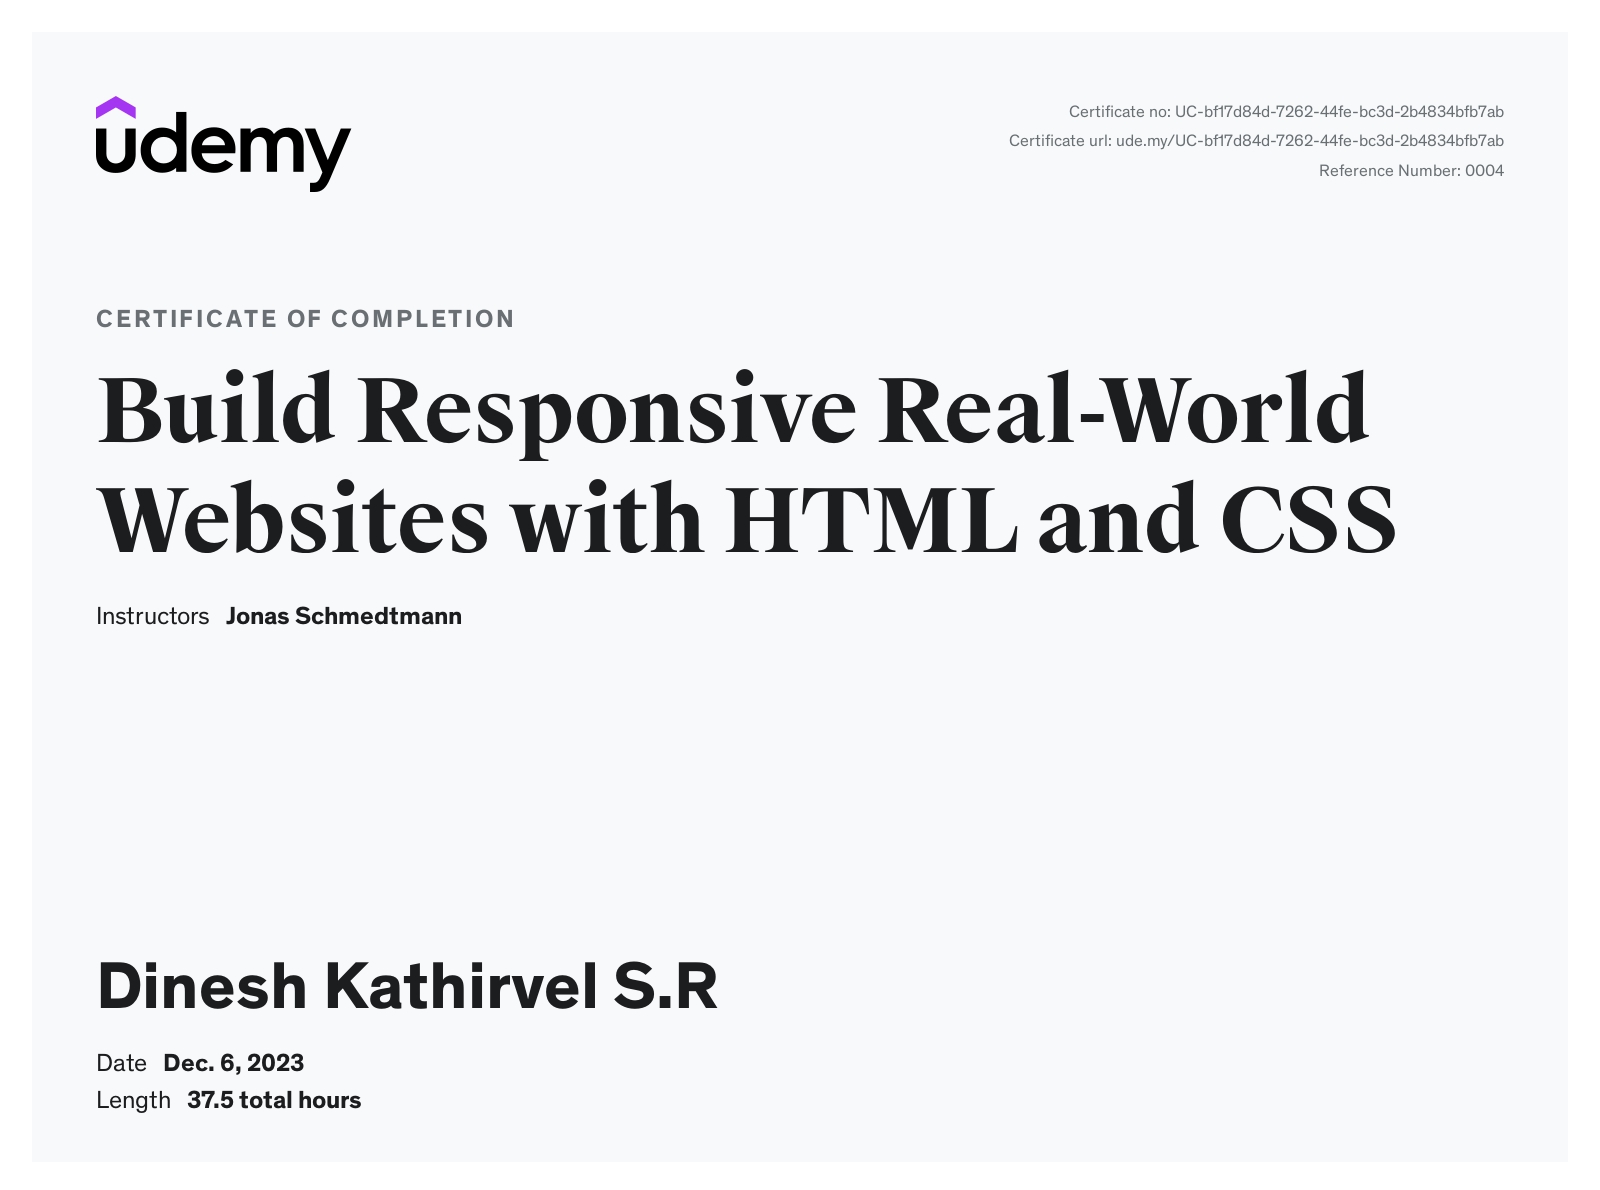 udemy
Certificate no: UC-bf17d84d-7262-44fe-bc3d-2b4834bfb7ab
Certificate url: ude.my/UC-bf17d84d-7262-44fe-bc3d-2b4834bfb7ab
Reference Number: 0004
CERTIFICATE OF COMPLETION
Build Responsive Real-World
Websites with HTML and CSS
Instructors Jonas Schmedtmann
Dinesh Kathirvel S.R
Date Dec. 6, 2023
Length 37.5 total hours